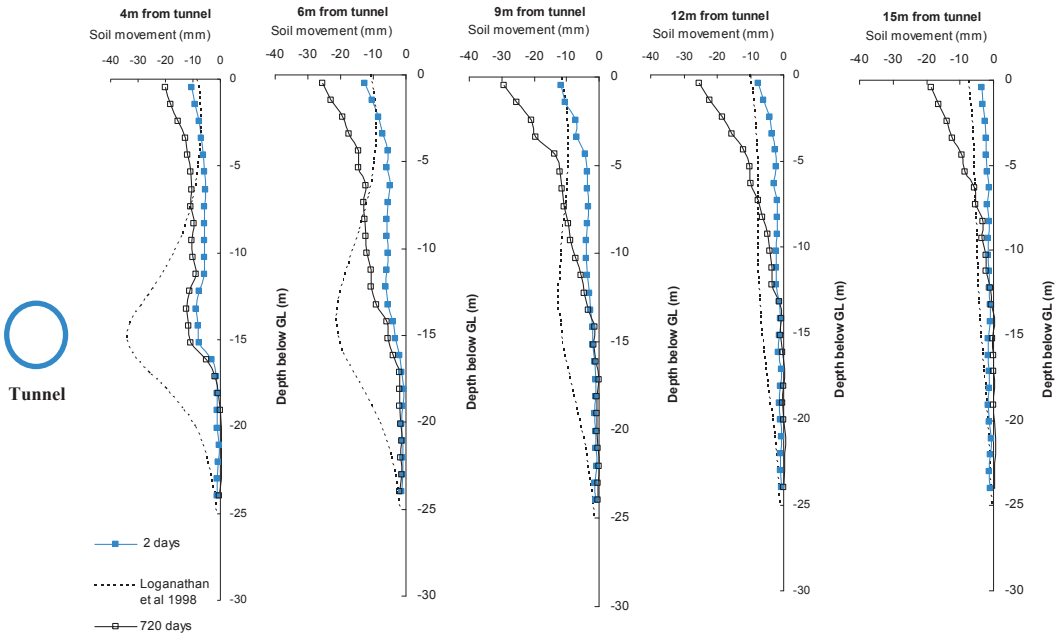 4m from tunnel
Soil movement (mm)
-40 -30 -20 -10 0
0
-5
-10
-15
-20
-25
-30
Depth below GL (m)
6m from tunnel
Soil movement (mm)
-40 -30 -20 -10 0
0
-5
-10
-15
-20
-25
-30
Depth below GL (m)
9m from tunnel
Soil movement (mm)
-40 -30 -20 -10 0
0
-5
-10
-15
-20
-25
-30
Depth below GL (m)
12m from tunnel
Soil movement (mm)
-40 -30 -20 -10 0
0
-5
-10
-15
-20
-25
-30
Depth below GL (m)
15m from tunnel
Soil movement (mm)
-40 -30 -20 -10 0
0
-5
-10
-15
-20
-25
-30
Depth below GL (m)
Tunnel
2 days
Loganathan
et al 1998
720 days